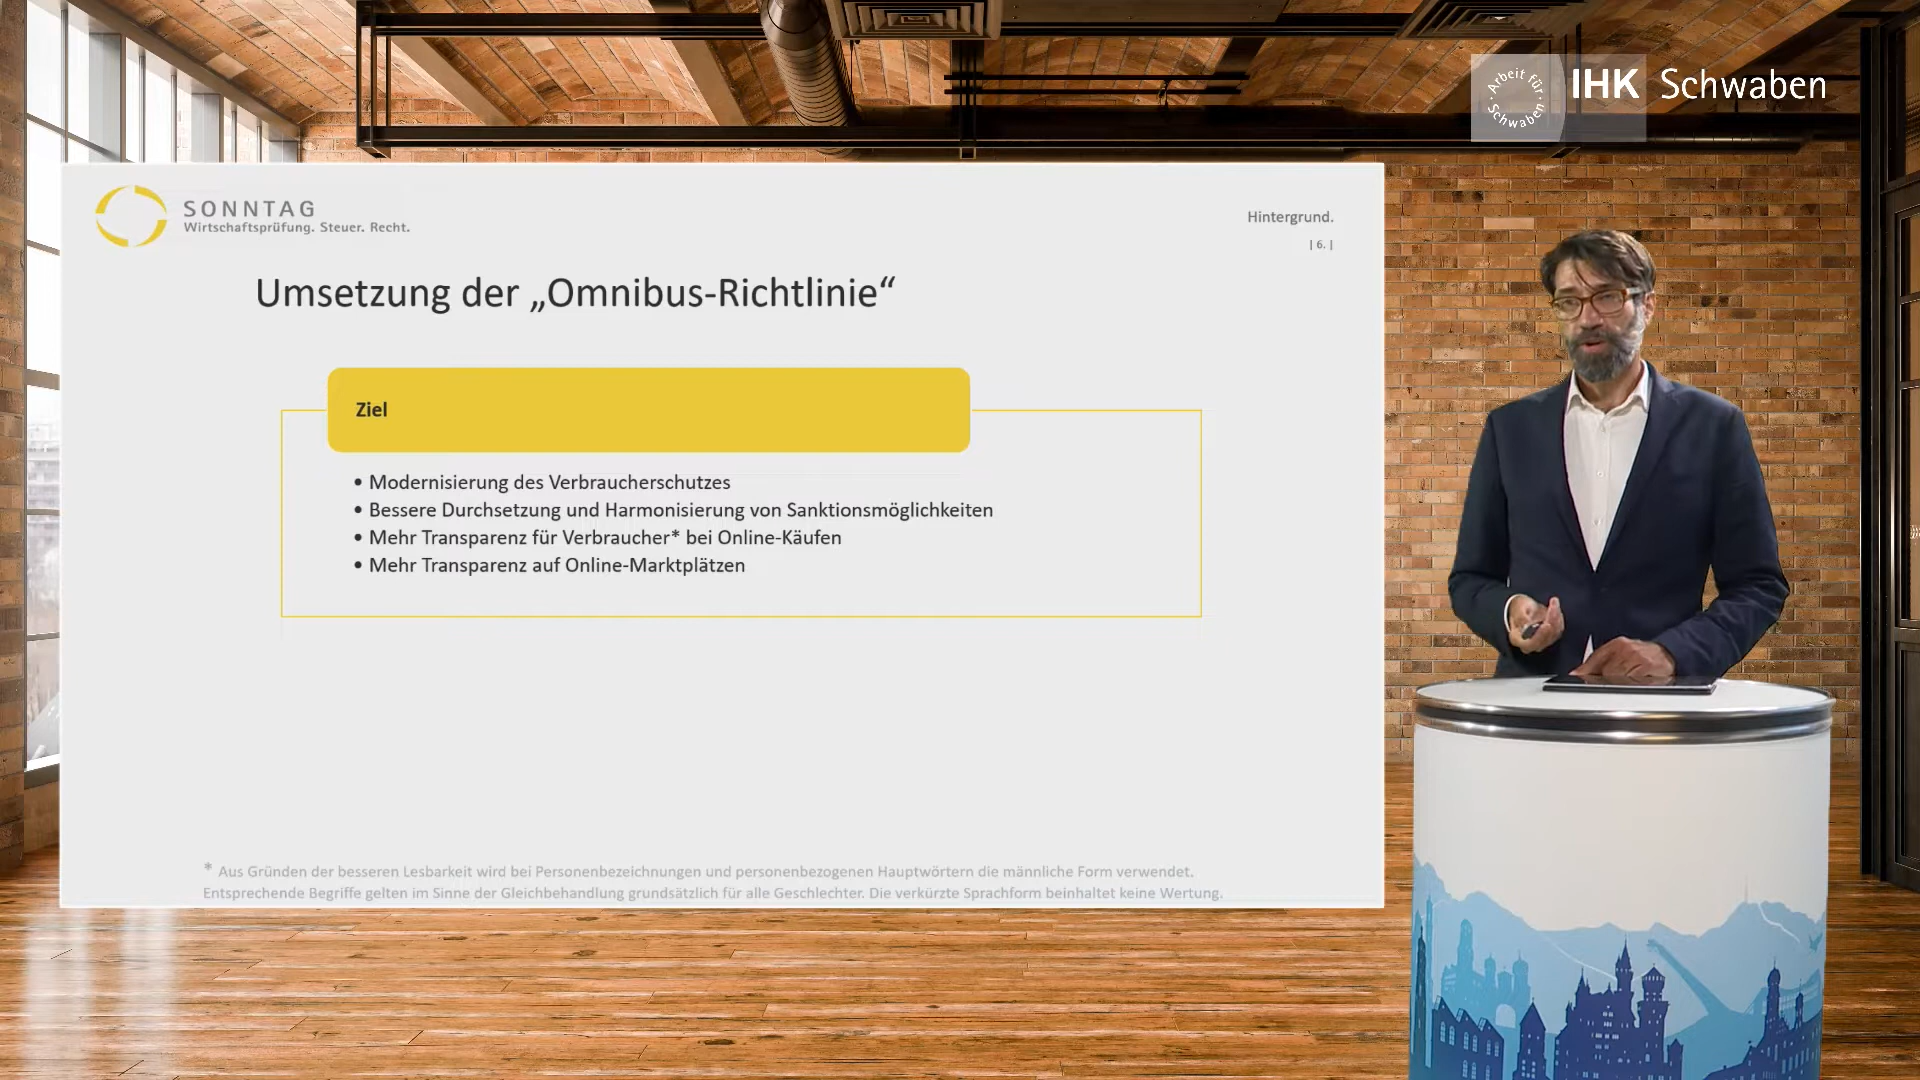 Arbeit für
Schwaben
IHK Schwaben
SONNTAG
Wirtschaftsprüfung. Steuer. Recht.
Hintergrund.
| 6. |
Umsetzung der „Omnibus-Richtlinie“
Ziel
• Modernisierung des Verbraucherschutzes
• Bessere Durchsetzung und Harmonisierung von Sanktionsmöglichkeiten
• Mehr Transparenz für Verbraucher* bei Online-Käufen
• Mehr Transparenz auf Online-Marktplätzen
* Aus Gründen der besseren Lesbarkeit wird bei Personenbezeichnungen und personenbezogenen Hauptwörtern die männliche Form verwendet.
Entsprechende Begriffe gelten im Sinne der Gleichbehandlung grundsätzlich für alle Geschlechter. Die verkürzte Sprachform beinhaltet keine Wertung.